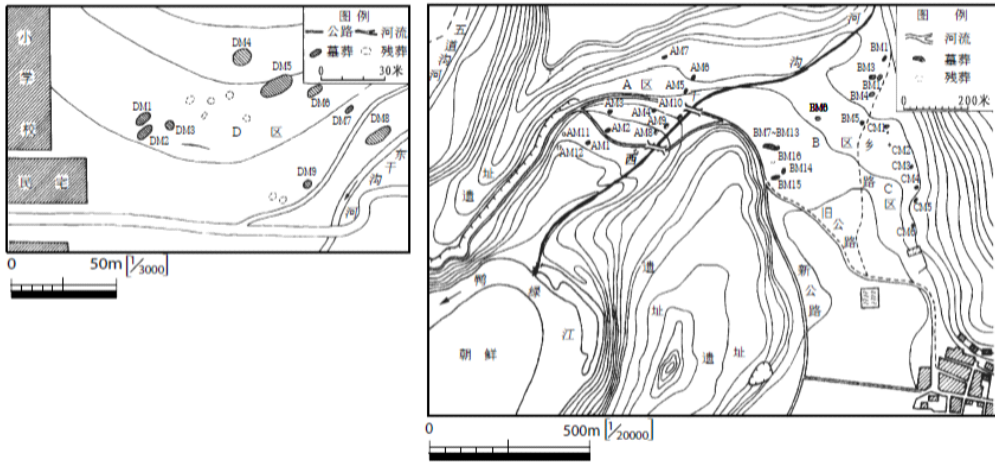 图 例
公路
河流
墓葬
残葬
0 30米
小学校
民宅
DM4
DM5
DM6
DM7
DM8
DM1
DM2
DM3
D 区
DM9
东干沟河
0 50m [1/3000]
图 例
河流
墓葬
残葬
0 200米
五道沟河
河
沟
西
AM7
AM6
AM5
A 区
AM3
AM4
AM10
AM9
AM8
AM2
AM11
AM1
AM12
BM1
BM3
BM1
BM4
BM6
BM5
CM1
B 区
乡路
CM2
CM3
CM4
C区
CM5
CM6
BM7~BM13
BM16
BM14
BM15
旧公路
新公路
遗址
遗址
遗址
鸭绿江
朝鲜
0 500m [1/20000]